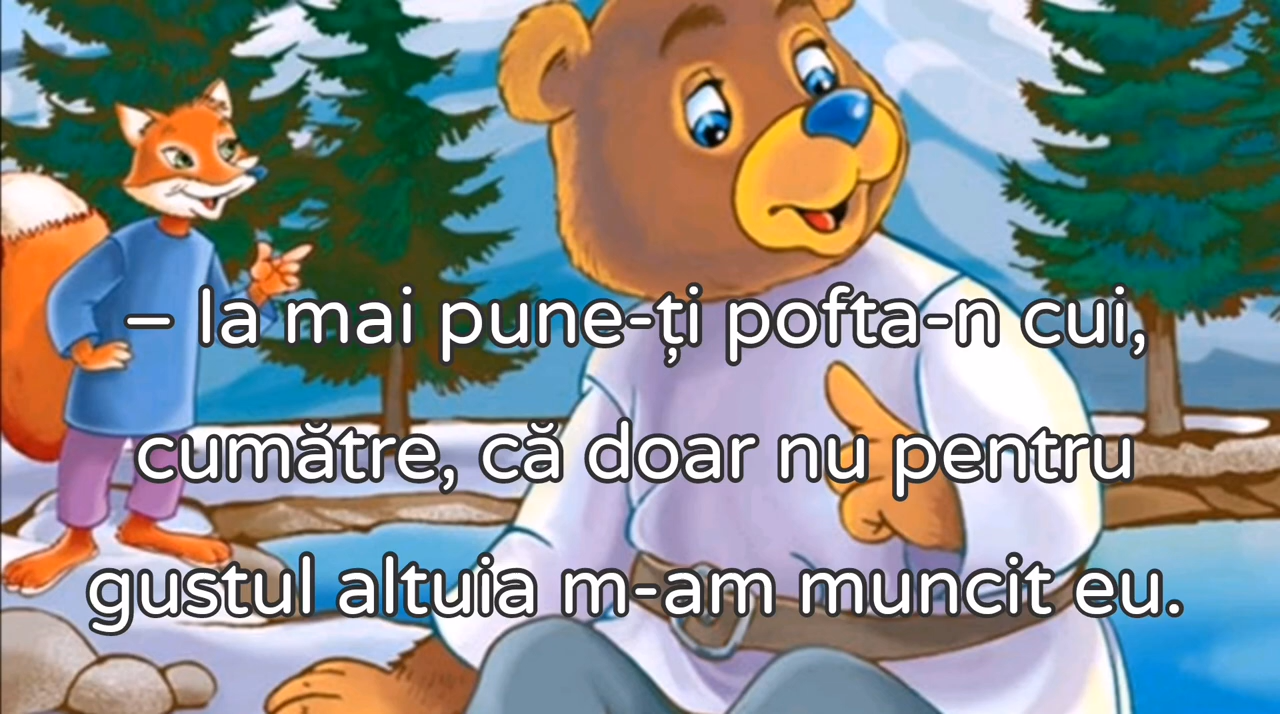 – Ia mai pune-ți pofta-n cui,
cumătre, că doar nu pentru
gustul altuia m-am muncit eu.